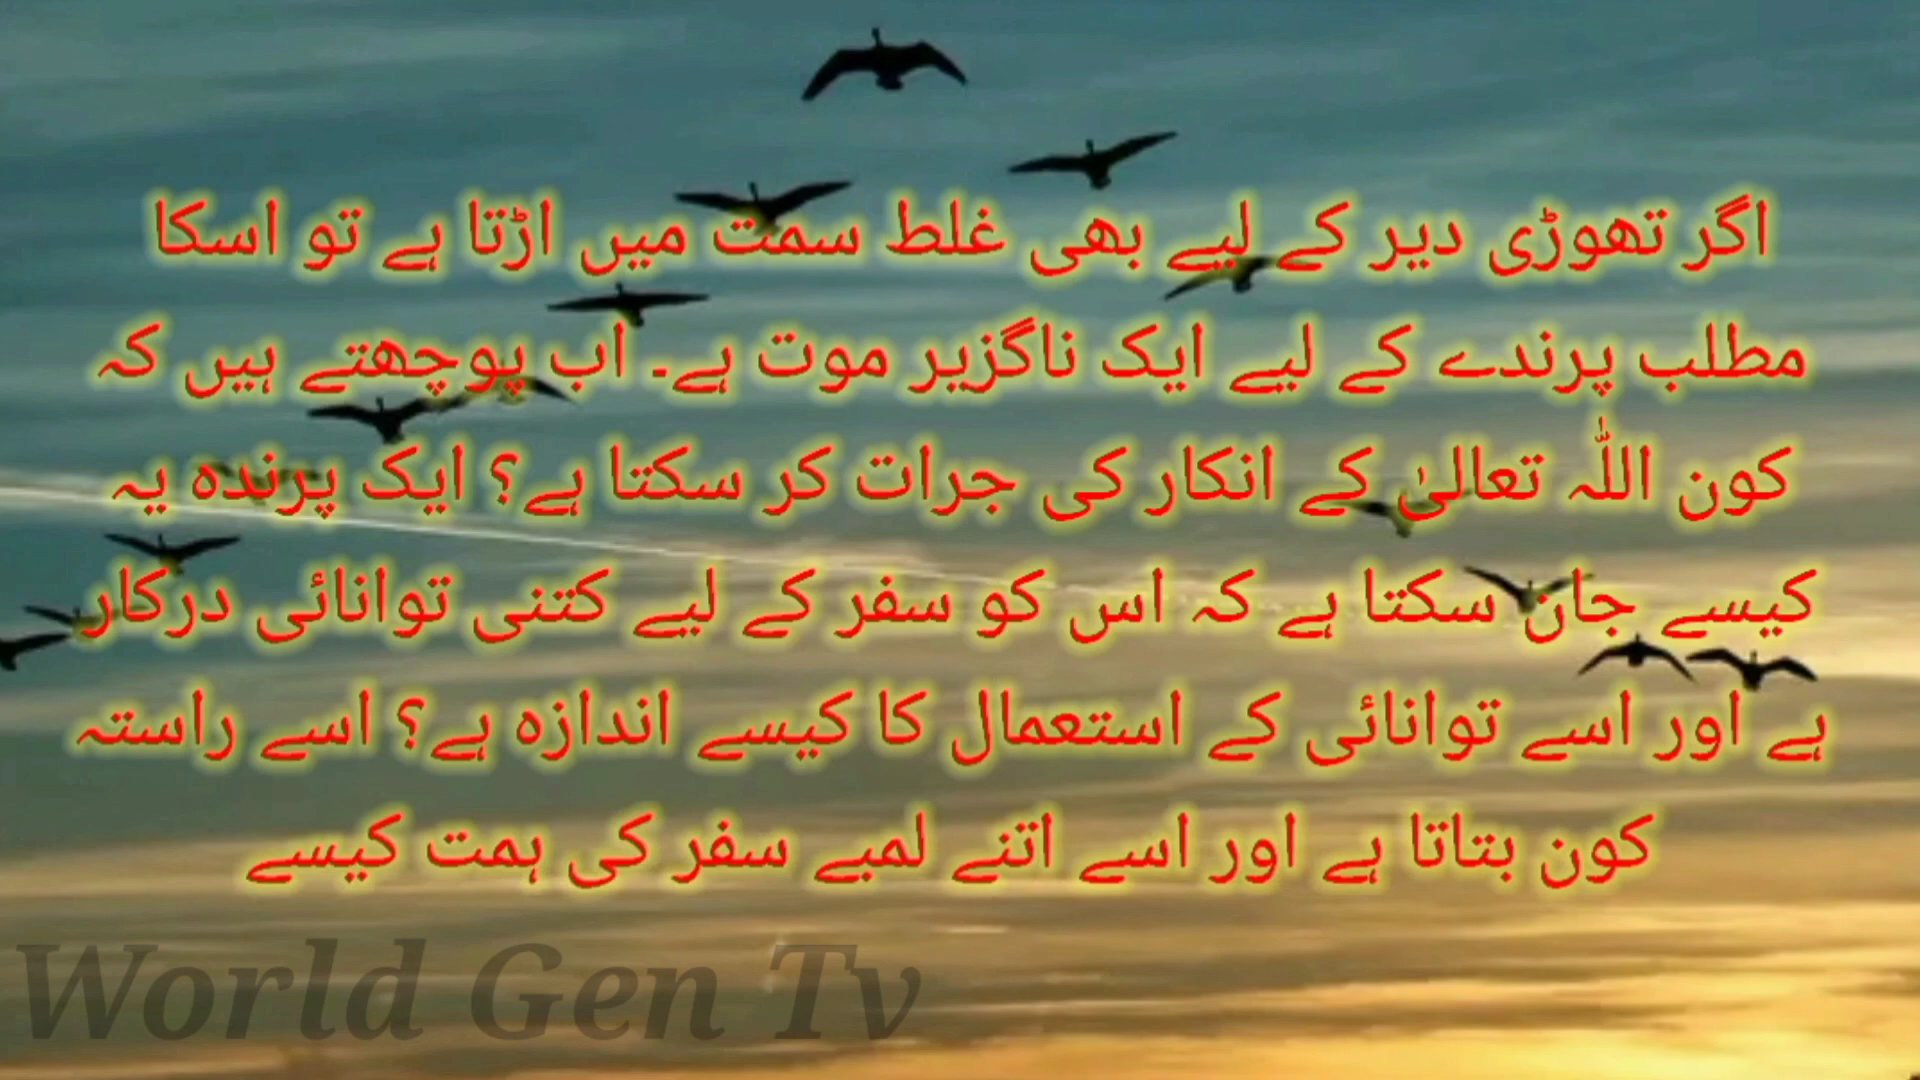 اگر تھوڑی دیر کے لیے بھی غلط سمت میں اڑتا ہے تو اسکا
مطلب پرندے کے لیے ایک ناگزیر موت ہے۔ اب پوچھتے ہیں کہ
کون اللہ تعالیٰ کے انکار کی جرات کر سکتا ہے؟ ایک پرندہ یہ
کیسے جان سکتا ہے کہ اس کو سفر کے لیے کتنی توانائی درکار
ہے اور اسے توانائی کے استعمال کا کیسے اندازہ ہے؟ اسے راستہ
کون بتاتا ہے اور اسے اتنے لمبے سفر کی ہمت کیسے
World Gen Tv